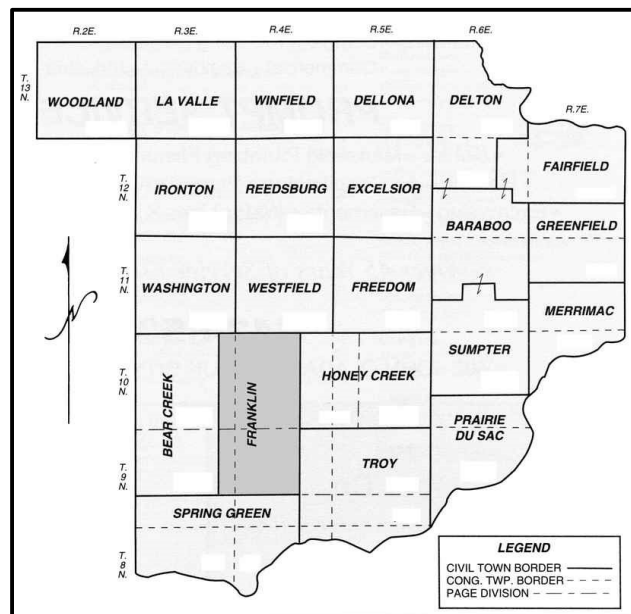 R.2E. R.3E. R.4E. R.5E. R.6E.
R.7E.
T. 13 N.
WOODLAND LA VALLE WINFIELD DELLONA DELTON
FAIRFIELD
T. 12 N.
IRONTON REEDSBURG EXCELSIOR
BARABOO GREENFIELD
N
T. 11 N.
WASHINGTON WESTFIELD FREEDOM
MERRIMAC
SUMPTER
T. 10 N.
HONEY CREEK
BEAR CREEK
FRANKLIN
PRAIRIE
DU SAC
T. 9 N.
TROY
SPRING GREEN
T. 8 N.
LEGEND
CIVIL TOWN BORDER
CONG. TWP. BORDER
PAGE DIVISION